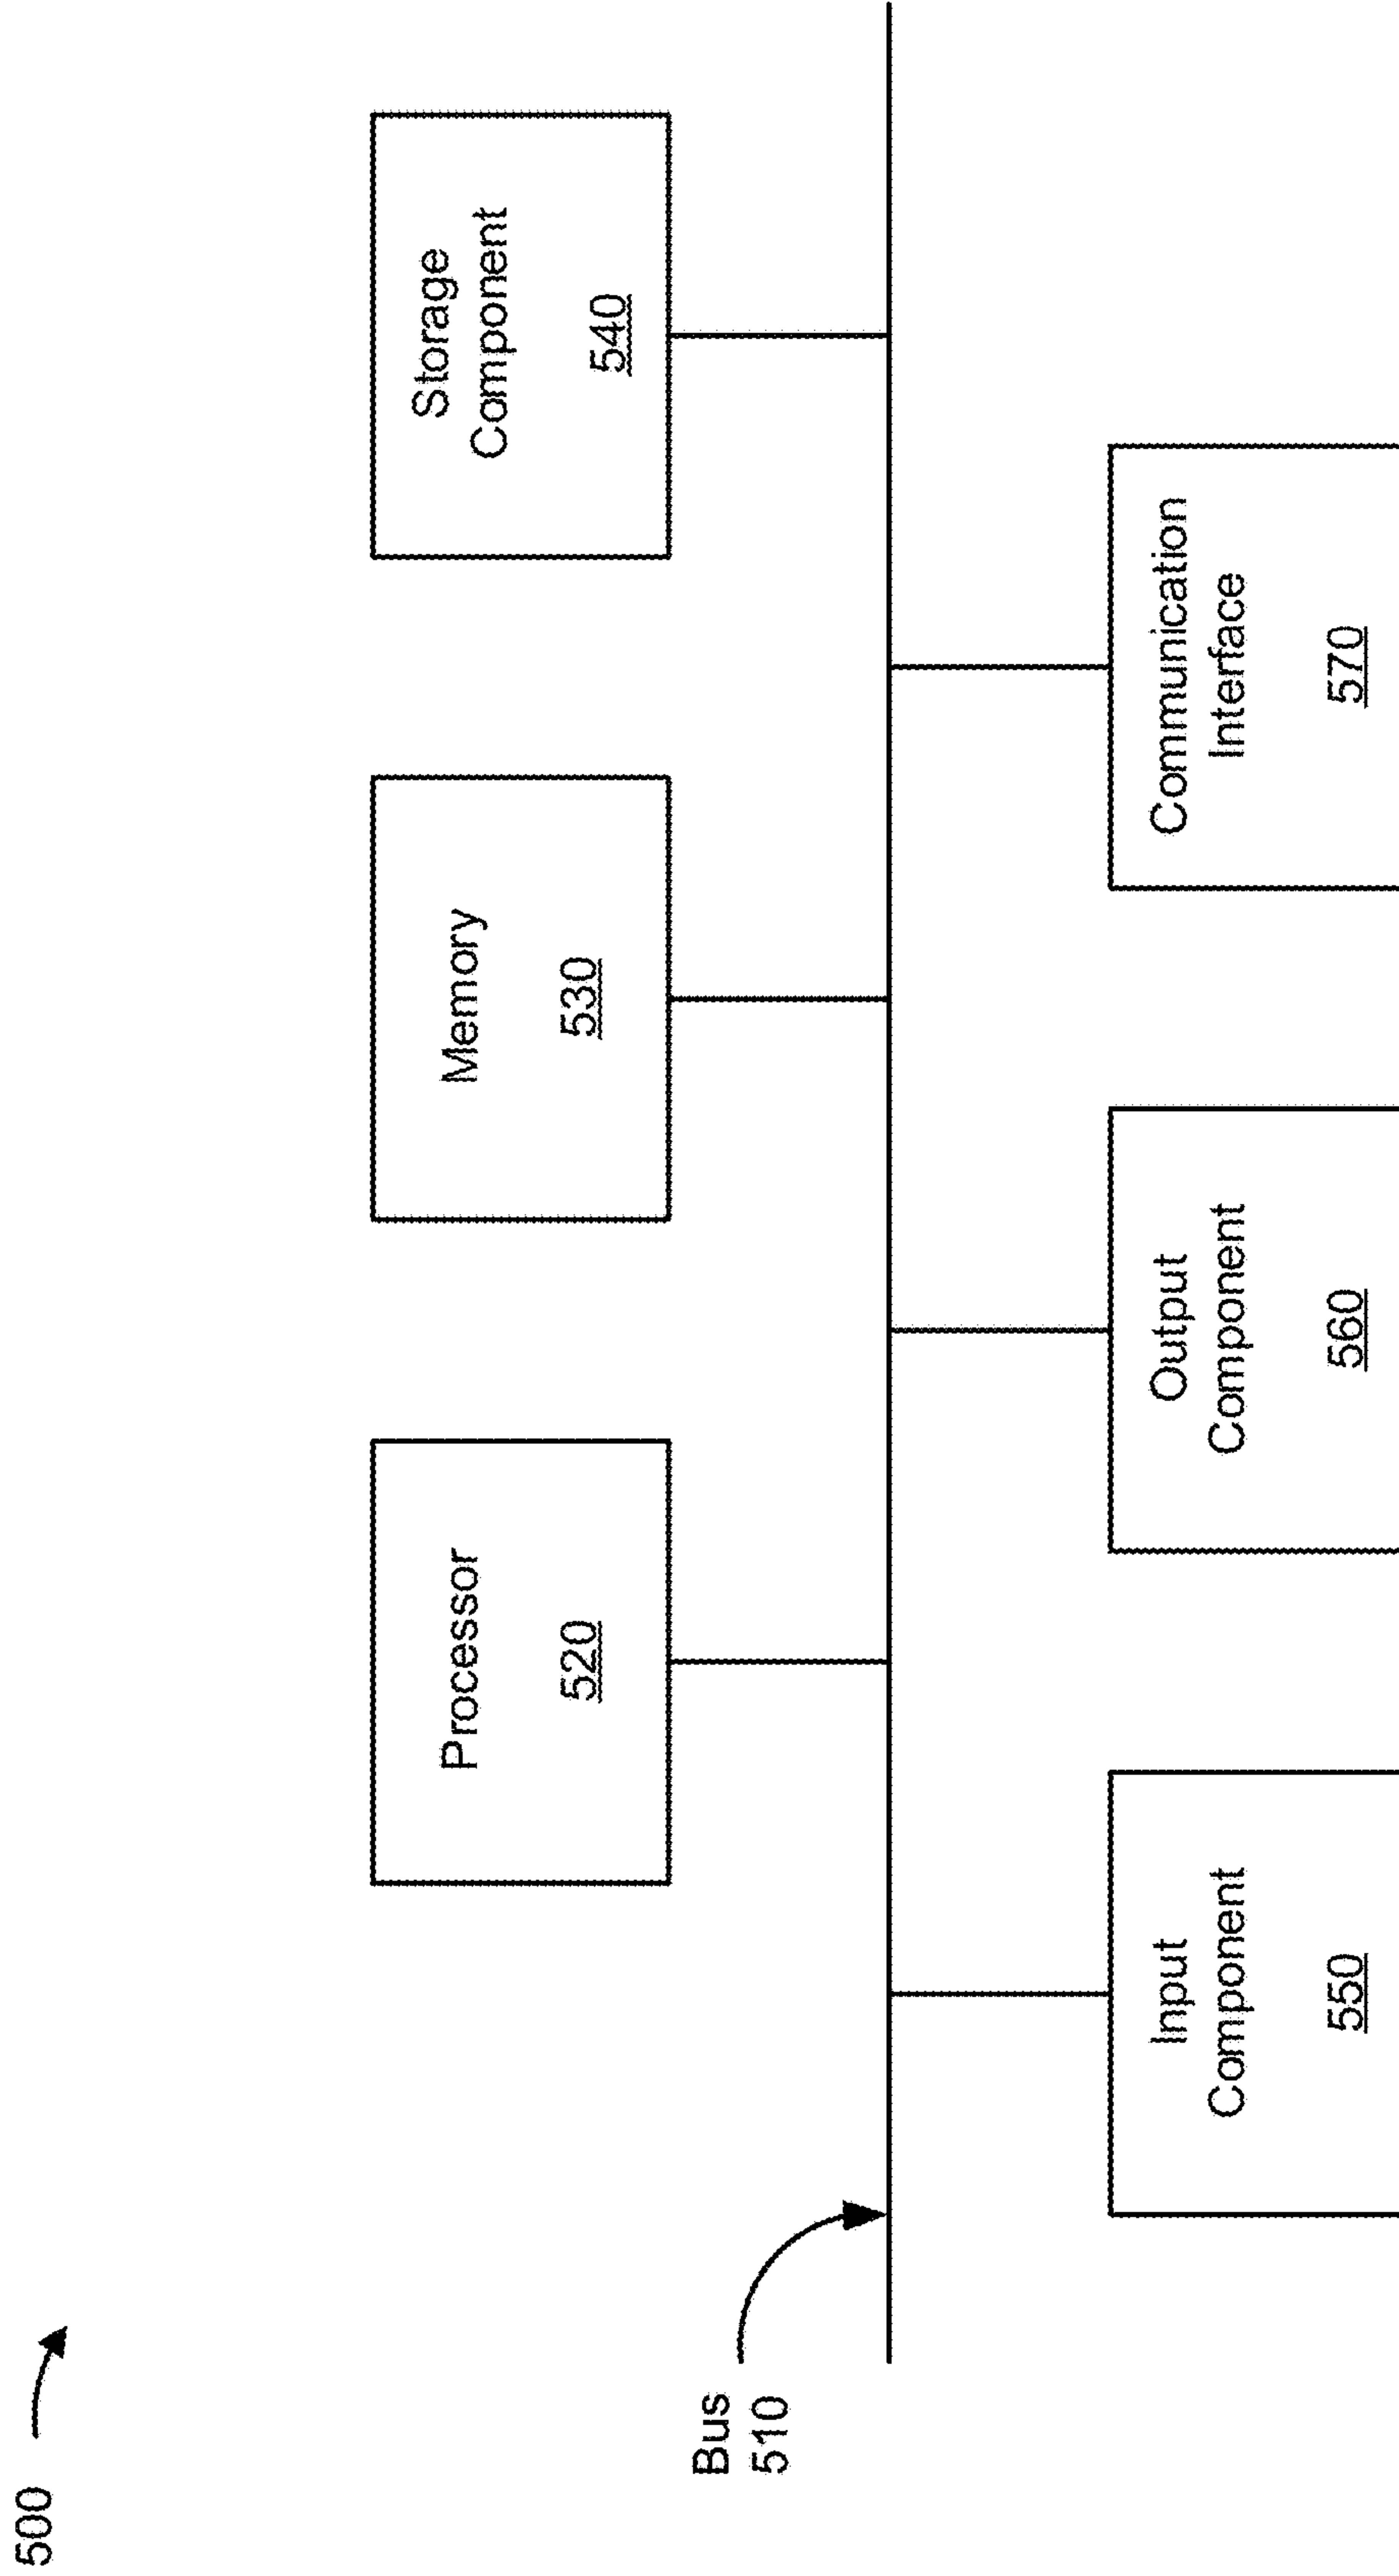 500
Processor
520
Memory
530
Storage
Component
540
Bus
510
Input
Component
550
Output
Component
560
Communication
Interface
570